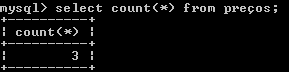 mysql> select count(*) from preços;
+----------+
| count(*) |
+----------+
|        3 |
+----------+